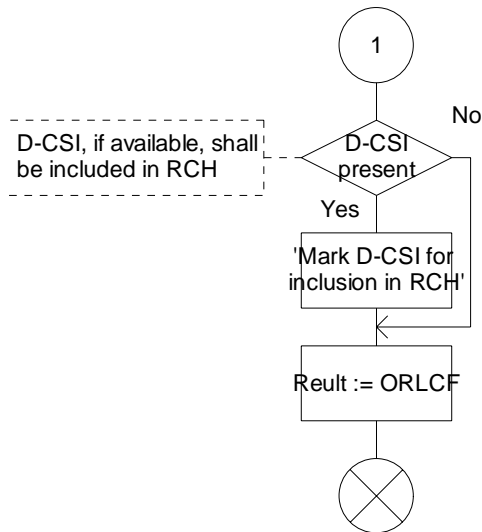 1
No
D-CSI, if available, shall
be included in RCH
D-CSI
present
Yes
'Mark D-CSI for
inclusion in RCH'
Reult := ORLCF